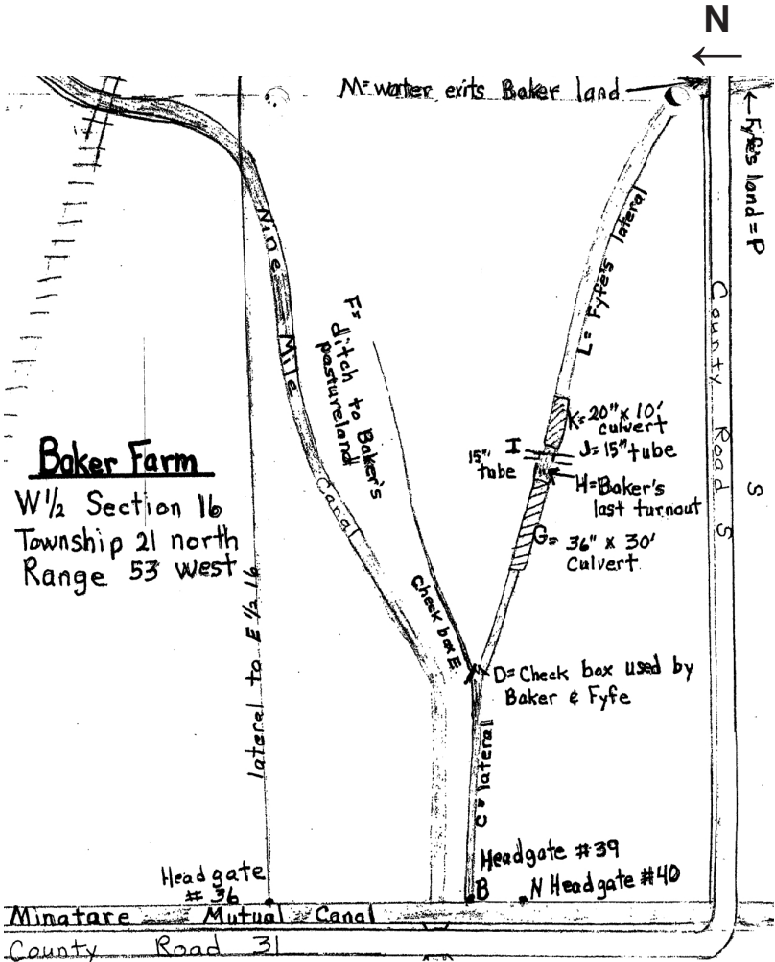 N
M=water exits Baker land
← Fyfe's land = P
Nine
Mile
Canal
F=
ditch to Baker's
pastureland
L= Fyfe's lateral
County Road S
S
K=20" x 10'
culvert
I
15"
tube
J=15" tube
H=Baker's
last turnout
G= 36" x 30'
culvert
Baker Farm
W½ Section 16
Township 21 north
Range 53 west
lateral to E ½ 16
Check box E
D=Check box used by
Baker & Fyfe
C = lateral
Headgate
# 36
Headgate #39
B
N Headgate #40
Minatare Mutual Canal
County Road 31